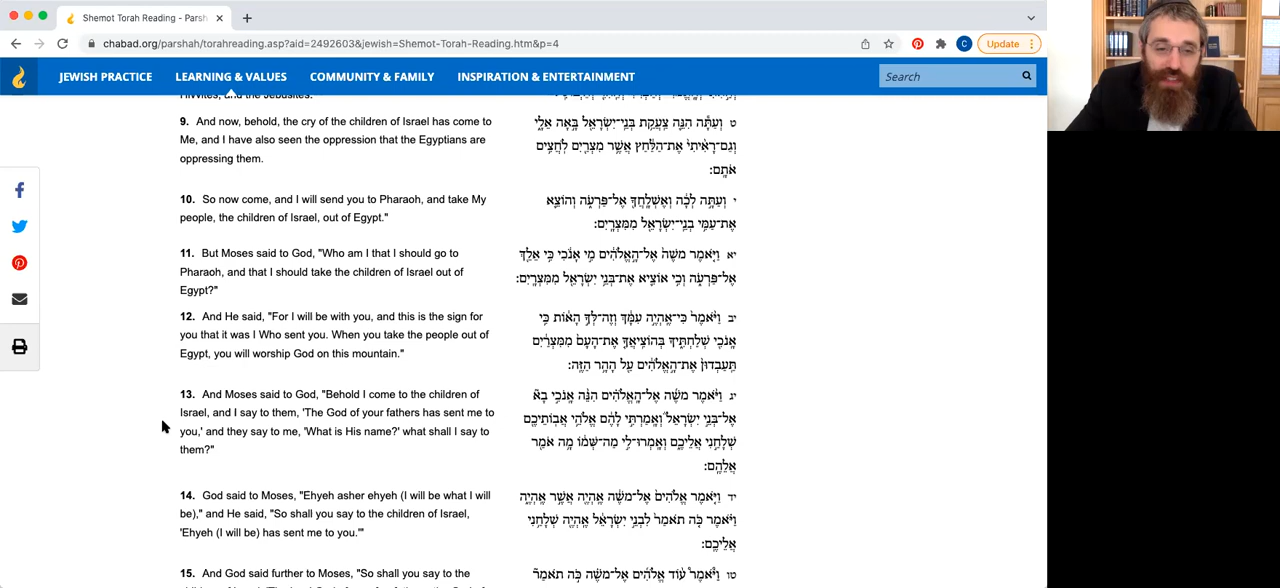 Shemot Torah Reading - Parsh
chabad.org/parshah/torahreading.asp?aid=2492603&jewish=Shemot-Torah-Reading.htm&p=4
C
Update
JEWISH PRACTICE LEARNING & VALUES COMMUNITY & FAMILY INSPIRATION & ENTERTAINMENT
Search
Hivvites, and the Jebusites.
9. And now, behold, the cry of the children of Israel has come to
Me, and I have also seen the oppression that the Egyptians are
oppressing them.
ט וְעַתָּ֕ה הִנֵּ֛ה צַֽעֲקַ֥ת בְּנֵֽי־יִשְׂרָאֵ֖ל בָּ֣אָה אֵלָ֑י
וְגַם־רָאִ֨יתִי֙ אֶת־הַלַּ֔חַץ אֲשֶׁ֥ר מִצְרַ֖יִם לֹֽחֲצִ֥ים
אֹתָֽם:
10. So now come, and I will send you to Pharaoh, and take My
people, the children of Israel, out of Egypt."
י וְעַתָּ֣ה לְכָ֔ה וְאֶשְׁלָֽחֲךָ֖ אֶל־פַּרְעֹ֑ה וְהוֹצֵ֛א
אֶת־עַמִּ֥י בְנֵֽי־יִשְׂרָאֵ֖ל מִמִּצְרָֽיִם:
11. But Moses said to God, "Who am I that I should go to
Pharaoh, and that I should take the children of Israel out of
Egypt?"
יא וַיֹּ֤אמֶר משֶׁה֙ אֶל־הָ֣אֱלֹהִ֔ים מִ֣י אָנֹ֔כִי כִּ֥י אֵלֵ֖ךְ
אֶל־פַּרְעֹ֑ה וְכִ֥י אוֹצִ֛יא אֶת־בְּנֵ֥י יִשְׂרָאֵ֖ל מִמִּצְרָֽיִם:
12. And He said, "For I will be with you, and this is the sign for
you that it was I Who sent you. When you take the people out of
Egypt, you will worship God on this mountain."
יב וַיֹּ֨אמֶר֙ כִּי־אֶֽהְיֶ֣ה עִמָּ֔ךְ וְזֶה־לְּךָ֣ הָא֔וֹת כִּ֥י
אָֽנֹכִ֖י שְׁלַחְתִּ֑יךָ בְּהוֹצִֽיאֲךָ֤ אֶת־הָעָם֙ מִמִּצְרַ֔יִם
תַּֽעַבְדוּן֙ אֶת־הָ֣אֱלֹהִ֔ים עַ֖ל הָהָ֥ר הַזֶּֽה:
13. And Moses said to God, "Behold I come to the children of
Israel, and I say to them, 'The God of your fathers has sent me to
you,' and they say to me, 'What is His name?' what shall I say to
them?"
יג וַיֹּ֨אמֶר משֶׁ֜ה אֶל־הָֽאֱלֹהִ֗ים הִנֵּ֨ה אָֽנֹכִ֣י בָא֘
אֶל־בְּנֵ֣י יִשְׂרָאֵל֒ וְאָֽמַרְתִּ֣י לָהֶ֔ם אֱלֹהֵ֥י אֲבֽוֹתֵיכֶ֖ם
שְׁלָחַ֣נִי אֲלֵיכֶ֑ם וְאָֽמְרוּ־לִ֣י מַה־שְּׁמ֔וֹ מָ֥ה אֹמַ֖ר
אֲלֵהֶֽם:
14. God said to Moses, "Ehyeh asher ehyeh (I will be what I will
be)," and He said, "So shall you say to the children of Israel,
'Ehyeh (I will be) has sent me to you.'"
יד וַיֹּ֤אמֶר אֱלֹהִים֙ אֶל־משֶׁ֔ה אֶֽהְיֶ֖ה אֲשֶׁ֣ר אֶֽהְיֶ֑ה
וַיֹּ֗אמֶר כֹּ֤ה תֹאמַר֙ לִבְנֵ֣י יִשְׂרָאֵ֔ל אֶֽהְיֶ֖ה שְׁלָחַ֥נִי
אֲלֵיכֶֽם:
15. And God said further to Moses, "So shall you say to the
טו וַיֹּ֩אמֶר֩ ע֨וֹד אֱלֹהִ֜ים אֶל־משֶׁ֗ה כֹּ֣ה תֹאמַר֘